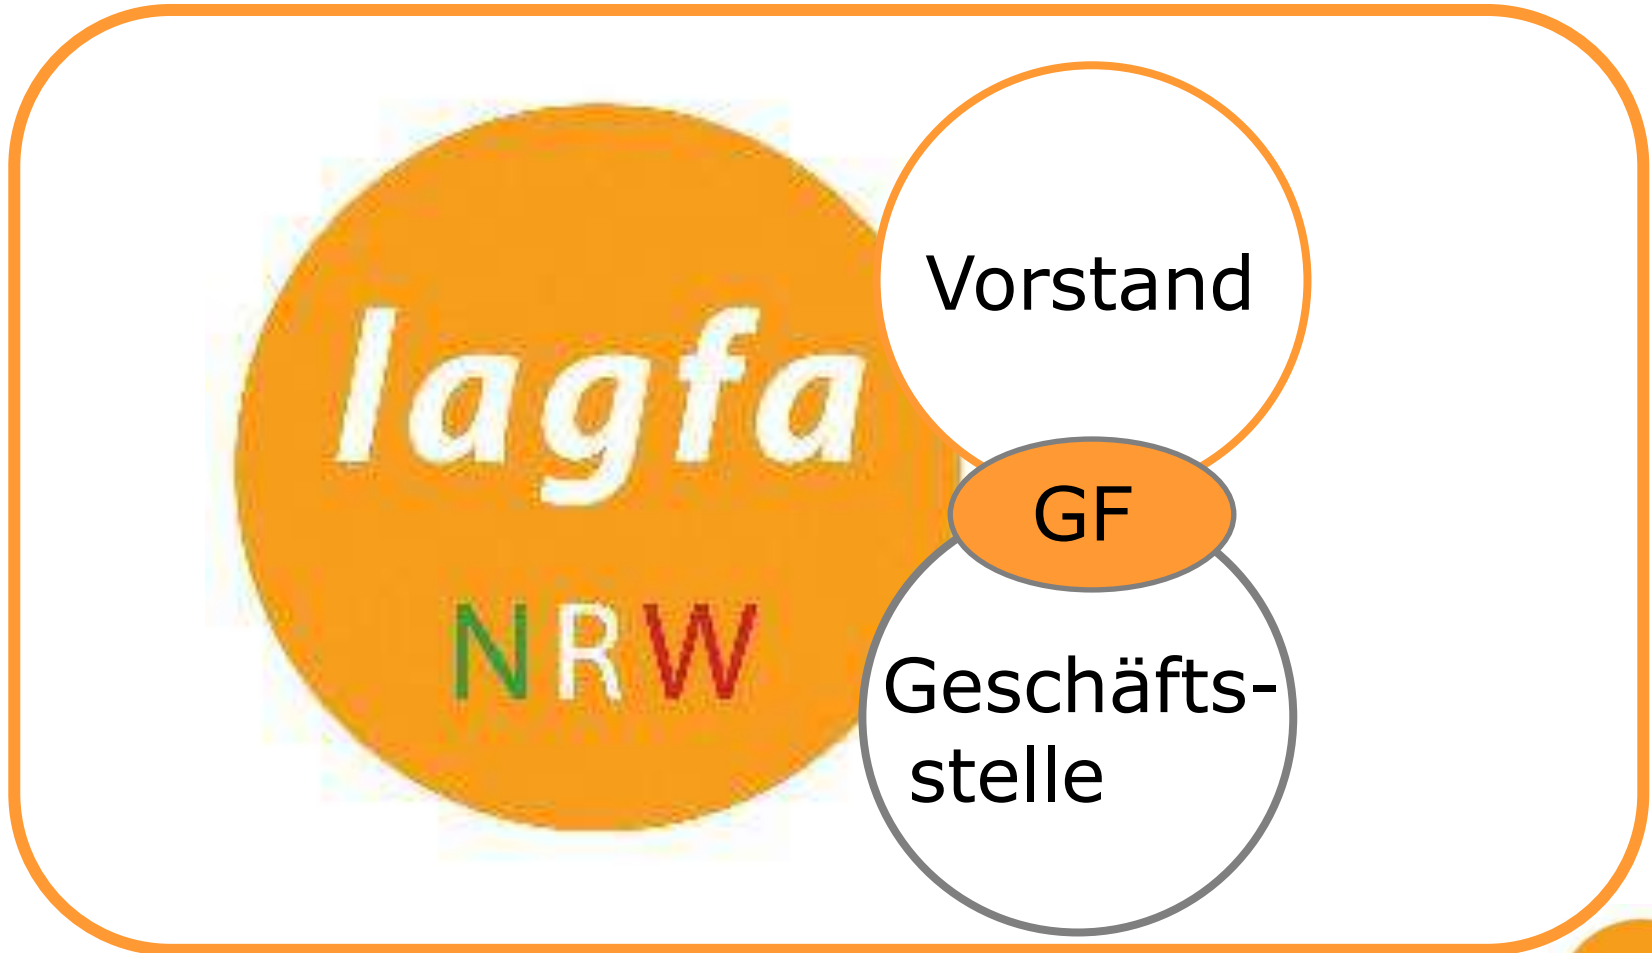 lagfa
NRW
Vorstand
GF
Geschäfts-
stelle